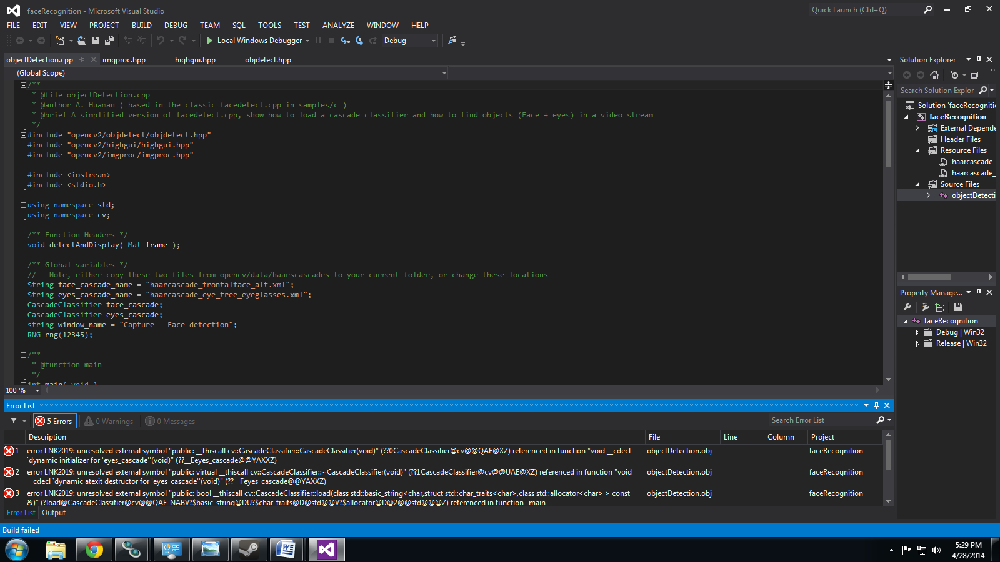 faceRecognition - Microsoft Visual Studio
Quick Launch (Ctrl+Q)
FILE EDIT VIEW PROJECT BUILD DEBUG TEAM SQL TOOLS TEST ANALYZE WINDOW HELP
Local Windows Debugger Debug
objectDetection.cpp imgproc.hpp highgui.hpp objdetect.hpp
(Global Scope)
/**
* @file objectDetection.cpp
* @author A. Huaman ( based in the classic facedetect.cpp in samples/c )
* @brief A simplified version of facedetect.cpp, show how to load a cascade classifier and how to find objects (Face + eyes) in a video stream
*/
#include "opencv2/objdetect/objdetect.hpp"
#include "opencv2/highgui/highgui.hpp"
#include "opencv2/imgproc/imgproc.hpp"
#include <iostream>
#include <stdio.h>
using namespace std;
using namespace cv;
/** Function Headers */
void detectAndDisplay( Mat frame );
/** Global variables */
//-- Note, either copy these two files from opencv/data/haarscascades to your current folder, or change these locations
String face_cascade_name = "haarcascade_frontalface_alt.xml";
String eyes_cascade_name = "haarcascade_eye_tree_eyeglasses.xml";
CascadeClassifier face_cascade;
CascadeClassifier eyes_cascade;
string window_name = "Capture - Face detection";
RNG rng(12345);
/**
* @function main
*/
int main( void )
100 %
Solution Explorer
Search Solution Explor
Solution 'faceRecognitio
faceRecognition
External Depende
Header Files
Resource Files
haarcascade_
haarcascade_
Source Files
objectDetecti
Property Manage...
faceRecognition
Debug | Win32
Release | Win32
Error List
5 Errors 0 Warnings 0 Messages
Search Error List
Description File Line Column Project
1 error LNK2019: unresolved external symbol "public: __thiscall cv::CascadeClassifier::CascadeClassifier(void)" (??0CascadeClassifier@cv@@QAE@XZ) referenced in function "void __cdecl objectDetection.obj faceRecognition
`dynamic initializer for 'eyes_cascade''(void)" (??__Eeyes_cascade@@YAXXZ)
2 error LNK2019: unresolved external symbol "public: virtual __thiscall cv::CascadeClassifier::~CascadeClassifier(void)" (??1CascadeClassifier@cv@@UAE@XZ) referenced in function "void objectDetection.obj faceRecognition
__cdecl `dynamic atexit destructor for 'eyes_cascade''(void)" (??__Feyes_cascade@@YAXXZ)
3 error LNK2019: unresolved external symbol "public: bool __thiscall cv::CascadeClassifier::load(class std::basic_string<char,struct std::char_traits<char>,class std::allocator<char> > const objectDetection.obj faceRecognition
&)" (?load@CascadeClassifier@cv@@QAE_NABV?$basic_string@DU?$char_traits@D@std@@V?$allocator@D@2@@std@@@Z) referenced in function _main
Error List Output
Build failed
5:29 PM
4/28/2014